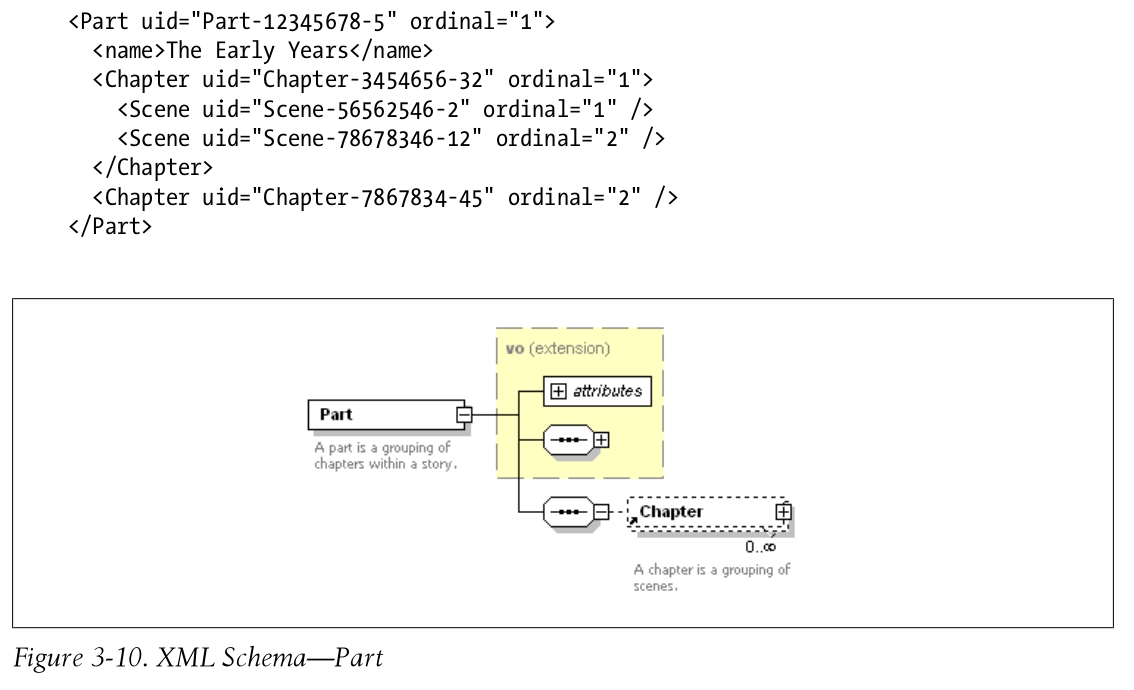 <Part uid="Part-12345678-5" ordinal="1">
<name>The Early Years</name>
<Chapter uid="Chapter-3454656-32" ordinal="1">
<Scene uid="Scene-56562546-2" ordinal="1" />
<Scene uid="Scene-78678346-12" ordinal="2" />
</Chapter>
<Chapter uid="Chapter-7867834-45" ordinal="2" />
</Part>
vo (extension)
attributes
Part
A part is a grouping of
chapters within a story.
Chapter
0..∞
A chapter is a grouping of
scenes.
Figure 3-10. XML Schema—Part